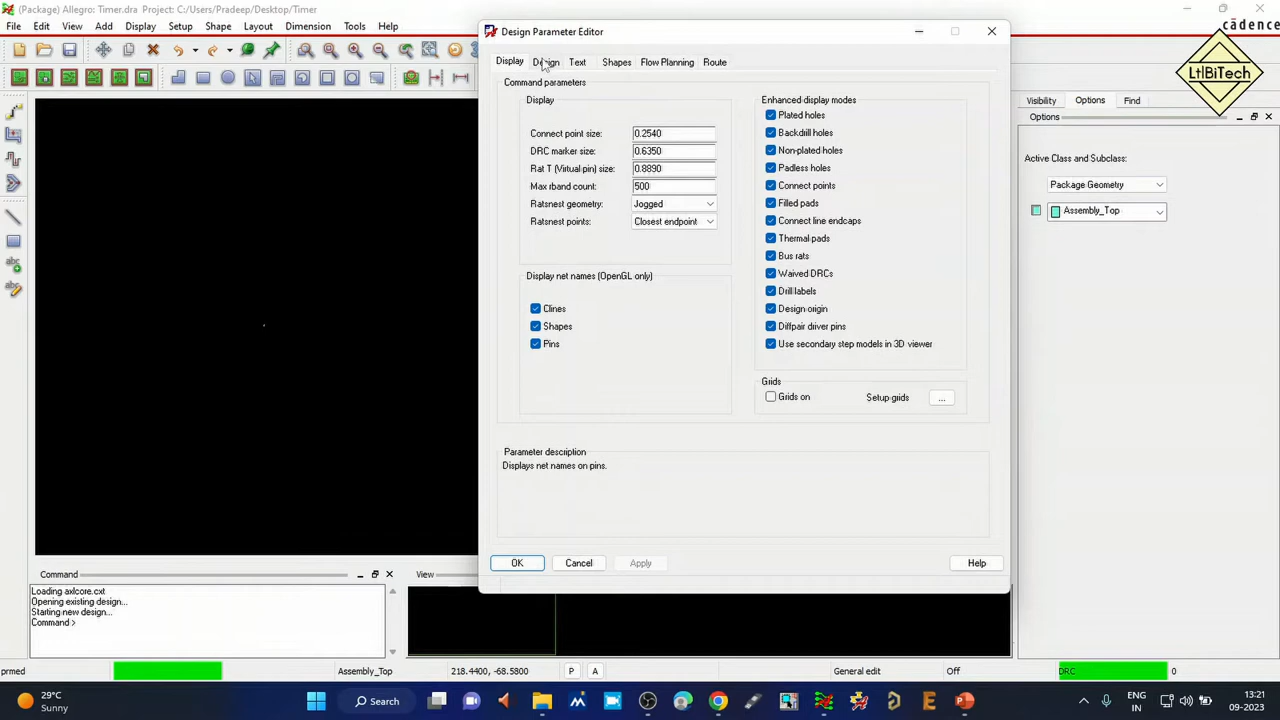 (Package) Allegro: Timer.dra Project: C:/Users/Pradeep/Desktop/Timer
cādence
File Edit View Add Display Setup Shape Layout Dimension Tools Help
LtlBiTech
Design Parameter Editor
Display Design Text Shapes Flow Planning Route
Command parameters
Display
Connect point size: 0.2540
DRC marker size: 0.6350
Rat T (Virtual pin) size: 0.8890
Max rband count: 500
Ratsnest geometry: Jogged
Ratsnest points: Closest endpoint
Display net names (OpenGL only)
Clines
Shapes
Pins
Enhanced display modes
Plated holes
Backdrill holes
Non-plated holes
Padless holes
Connect points
Filled pads
Connect line endcaps
Thermal pads
Bus rats
Waived DRCs
Drill labels
Design origin
Diffpair driver pins
Use secondary step models in 3D viewer
Grids
Grids on Setup grids ...
Parameter description
Displays net names on pins.
OK Cancel Apply Help
Visibility Options Find
Options
Active Class and Subclass:
Package Geometry
Assembly_Top
Command
Loading axlcore.cxt
Opening existing design...
Starting new design...
Command >
View
prmed Assembly_Top 218.4400, -68.5800 P A General edit Off DRC 0
29°C
Sunny
Search
ENG
IN
13:21
09-2023